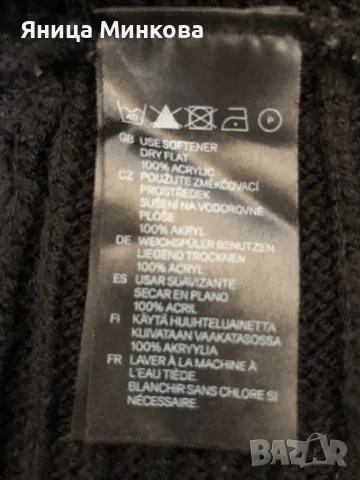 Яница Минкова
40
P
GB USE SOFTENER
DRY FLAT
100% ACRYLIC
CZ POUŽIJTE ZMĚKČOVACÍ
PROSTŘEDEK
SUŠENÍ NA VODOROVNÉ
PLOŠE
100% AKRYL
DE WEICHSPÜLER BENUTZEN
LIEGEND TROCKNEN
100% ACRYL
ES USAR SUAVIZANTE
SECAR EN PLANO
100% ACRIL
FI KÄYTÄ HUUHTELUAINETTA
KUIVATAAN VAAKATASOSSA
100% AKRYYLIA
FR LAVER À LA MACHINE À
L'EAU TIÈDE.
BLANCHIR SANS CHLORE SI
NÉCESSAIRE.
BAZAR